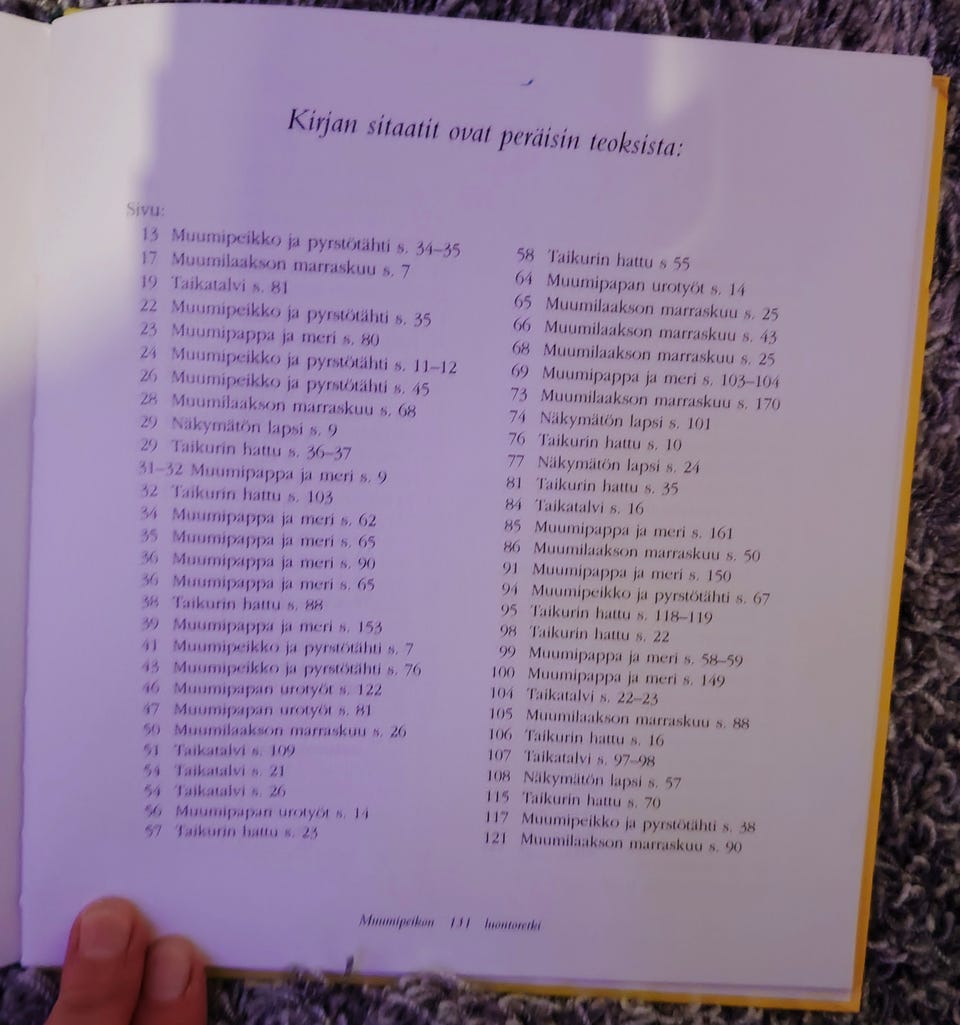 Kirjan sitaatit ovat peräisin teoksista:
Sivu:
13 Muumipeikko ja pyrstötähti s. 34–35
17 Muumilaakson marraskuu s. 7
19 Taikatalvi s. 81
22 Muumipeikko ja pyrstötähti s. 35
23 Muumipappa ja meri s. 80
24 Muumipeikko ja pyrstötähti s. 11–12
26 Muumipeikko ja pyrstötähti s. 45
28 Muumilaakson marraskuu s. 68
29 Näkymätön lapsi s. 9
29 Taikurin hattu s. 36–37
31–32 Muumipappa ja meri s. 9
32 Taikurin hattu s. 103
34 Muumipappa ja meri s. 62
35 Muumipappa ja meri s. 65
36 Muumipappa ja meri s. 90
36 Muumipappa ja meri s. 65
38 Taikurin hattu s. 88
39 Muumipappa ja meri s. 153
41 Muumipeikko ja pyrstötähti s. 7
43 Muumipeikko ja pyrstötähti s. 76
46 Muumipapan urotyöt s. 122
47 Muumipapan urotyöt s. 81
50 Muumilaakson marraskuu s. 26
51 Taikatalvi s. 109
54 Taikatalvi s. 21
54 Taikatalvi s. 26
56 Muumipapan urotyöt s. 14
57 Taikurin hattu s. 23
58 Taikurin hattu s 55
64 Muumipapan urotyöt s. 14
65 Muumilaakson marraskuu s. 25
66 Muumilaakson marraskuu s. 43
68 Muumilaakson marraskuu s. 25
69 Muumipappa ja meri s. 103–104
73 Muumilaakson marraskuu s. 170
74 Näkymätön lapsi s. 101
76 Taikurin hattu s. 10
77 Näkymätön lapsi s. 24
81 Taikurin hattu s. 35
84 Taikatalvi s. 16
85 Muumipappa ja meri s. 161
86 Muumilaakson marraskuu s. 50
91 Muumipappa ja meri s. 150
94 Muumipeikko ja pyrstötähti s. 67
95 Taikurin hattu s. 118–119
98 Taikurin hattu s. 22
99 Muumipappa ja meri s. 58–59
100 Muumipappa ja meri s. 149
104 Taikatalvi s. 22–23
105 Muumilaakson marraskuu s. 88
106 Taikurin hattu s. 16
107 Taikatalvi s. 97–98
108 Näkymätön lapsi s. 57
115 Taikurin hattu s. 70
117 Muumipeikko ja pyrstötähti s. 38
121 Muumilaakson marraskuu s. 90
Muumipeikon 131 luontoretki